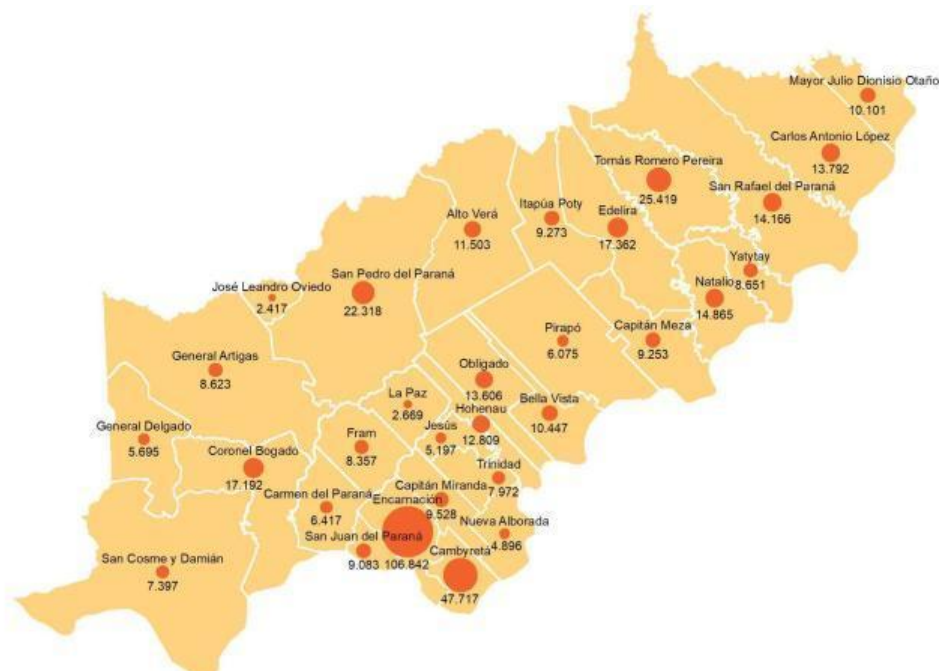 Mayor Julio Dionisio Otaño
10.101
Carlos Antonio López
13.792
Tomás Romero Pereira
25.419
San Rafael del Paraná
14.166
Itapúa Poty
9.273
Edelira
17.362
Alto Verá
11.503
Yatytay
8.651
San Pedro del Paraná
22.318
José Leandro Oviedo
2.417
Natalio
14.865
Pirapó
6.075
Capitán Meza
9.253
General Artigas
8.623
Obligado
13.606
La Paz
2.669
Bella Vista
10.447
Hohenau
12.809
General Delgado
5.695
Jesús
5.197
Fram
8.357
Coronel Bogado
17.192
Trinidad
7.972
Capitán Miranda
9.528
Carmen del Paraná
6.417
Encarnación
106.842
Nueva Alborada
4.896
San Juan del Paraná
9.083
Cambyretá
47.717
San Cosme y Damián
7.397